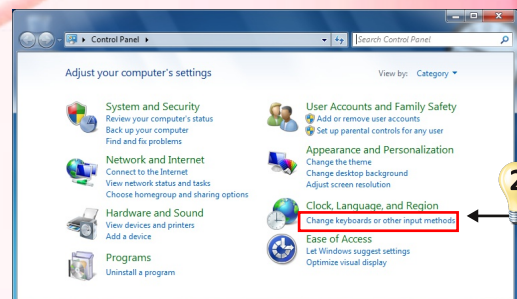 Control Panel
Search Control Panel
Adjust your computer's settings
View by: Category
System and Security
Review your computer's status
Back up your computer
Find and fix problems
Network and Internet
Connect to the Internet
View network status and tasks
Choose homegroup and sharing options
Hardware and Sound
View devices and printers
Add a device
Programs
Uninstall a program
User Accounts and Family Safety
Add or remove user accounts
Set up parental controls for any user
Appearance and Personalization
Change the theme
Change desktop background
Adjust screen resolution
Clock, Language, and Region
Change keyboards or other input methods
2
Ease of Access
Let Windows suggest settings
Optimize visual display